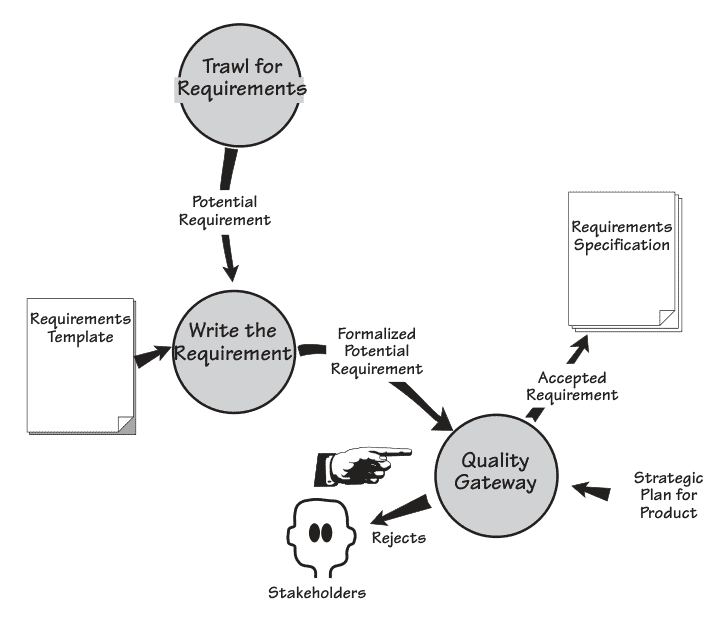 Trawl for
Requirements
Potential
Requirement
Requirements
Specification
Requirements
Template
Write the
Requirement
Formalized
Potential
Requirement
Accepted
Requirement
Quality
Gateway
Strategic
Plan for
Product
Rejects
Stakeholders